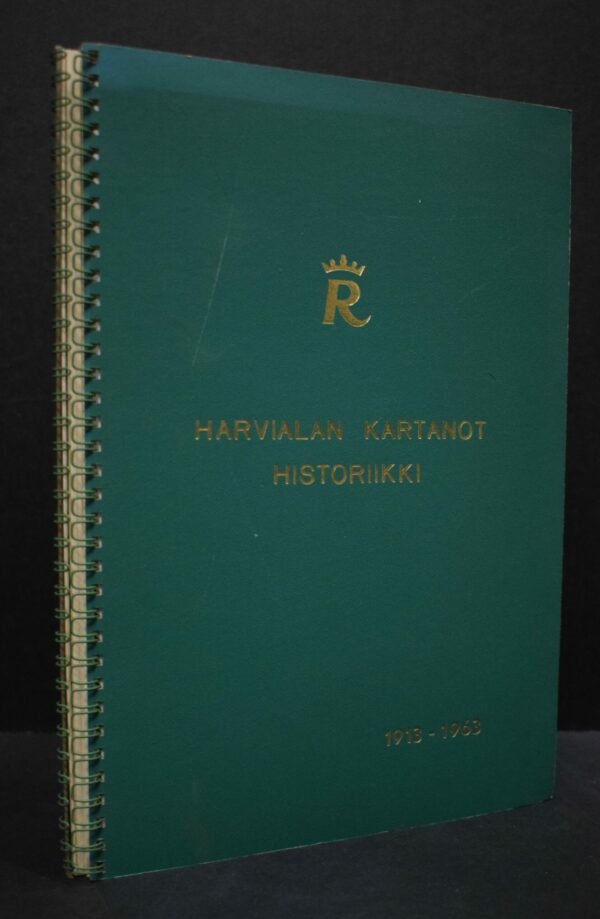 R
HARVIALAN KARTANOT
HISTORIIKKI
1913 - 1963